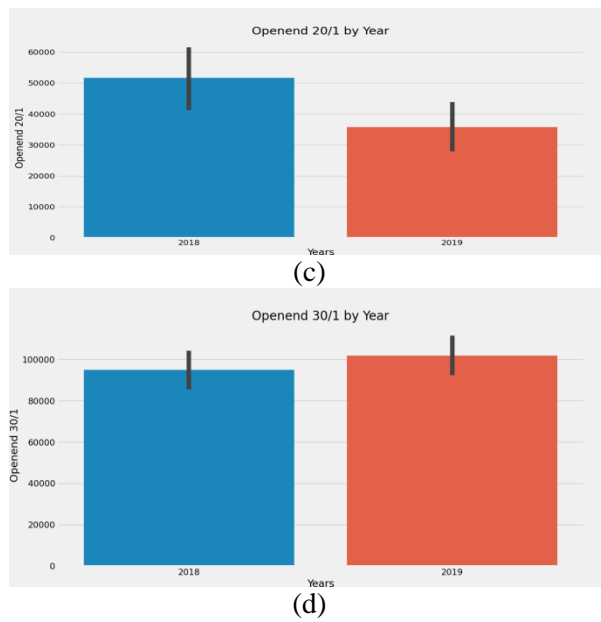 Openend 20/1 by Year
60000
50000
40000
30000
20000
10000
0
Openend 20/1
2018
2019
Years
(c)
Openend 30/1 by Year
100000
80000
60000
40000
20000
0
Openend 30/1
2018
2019
Years
(d)